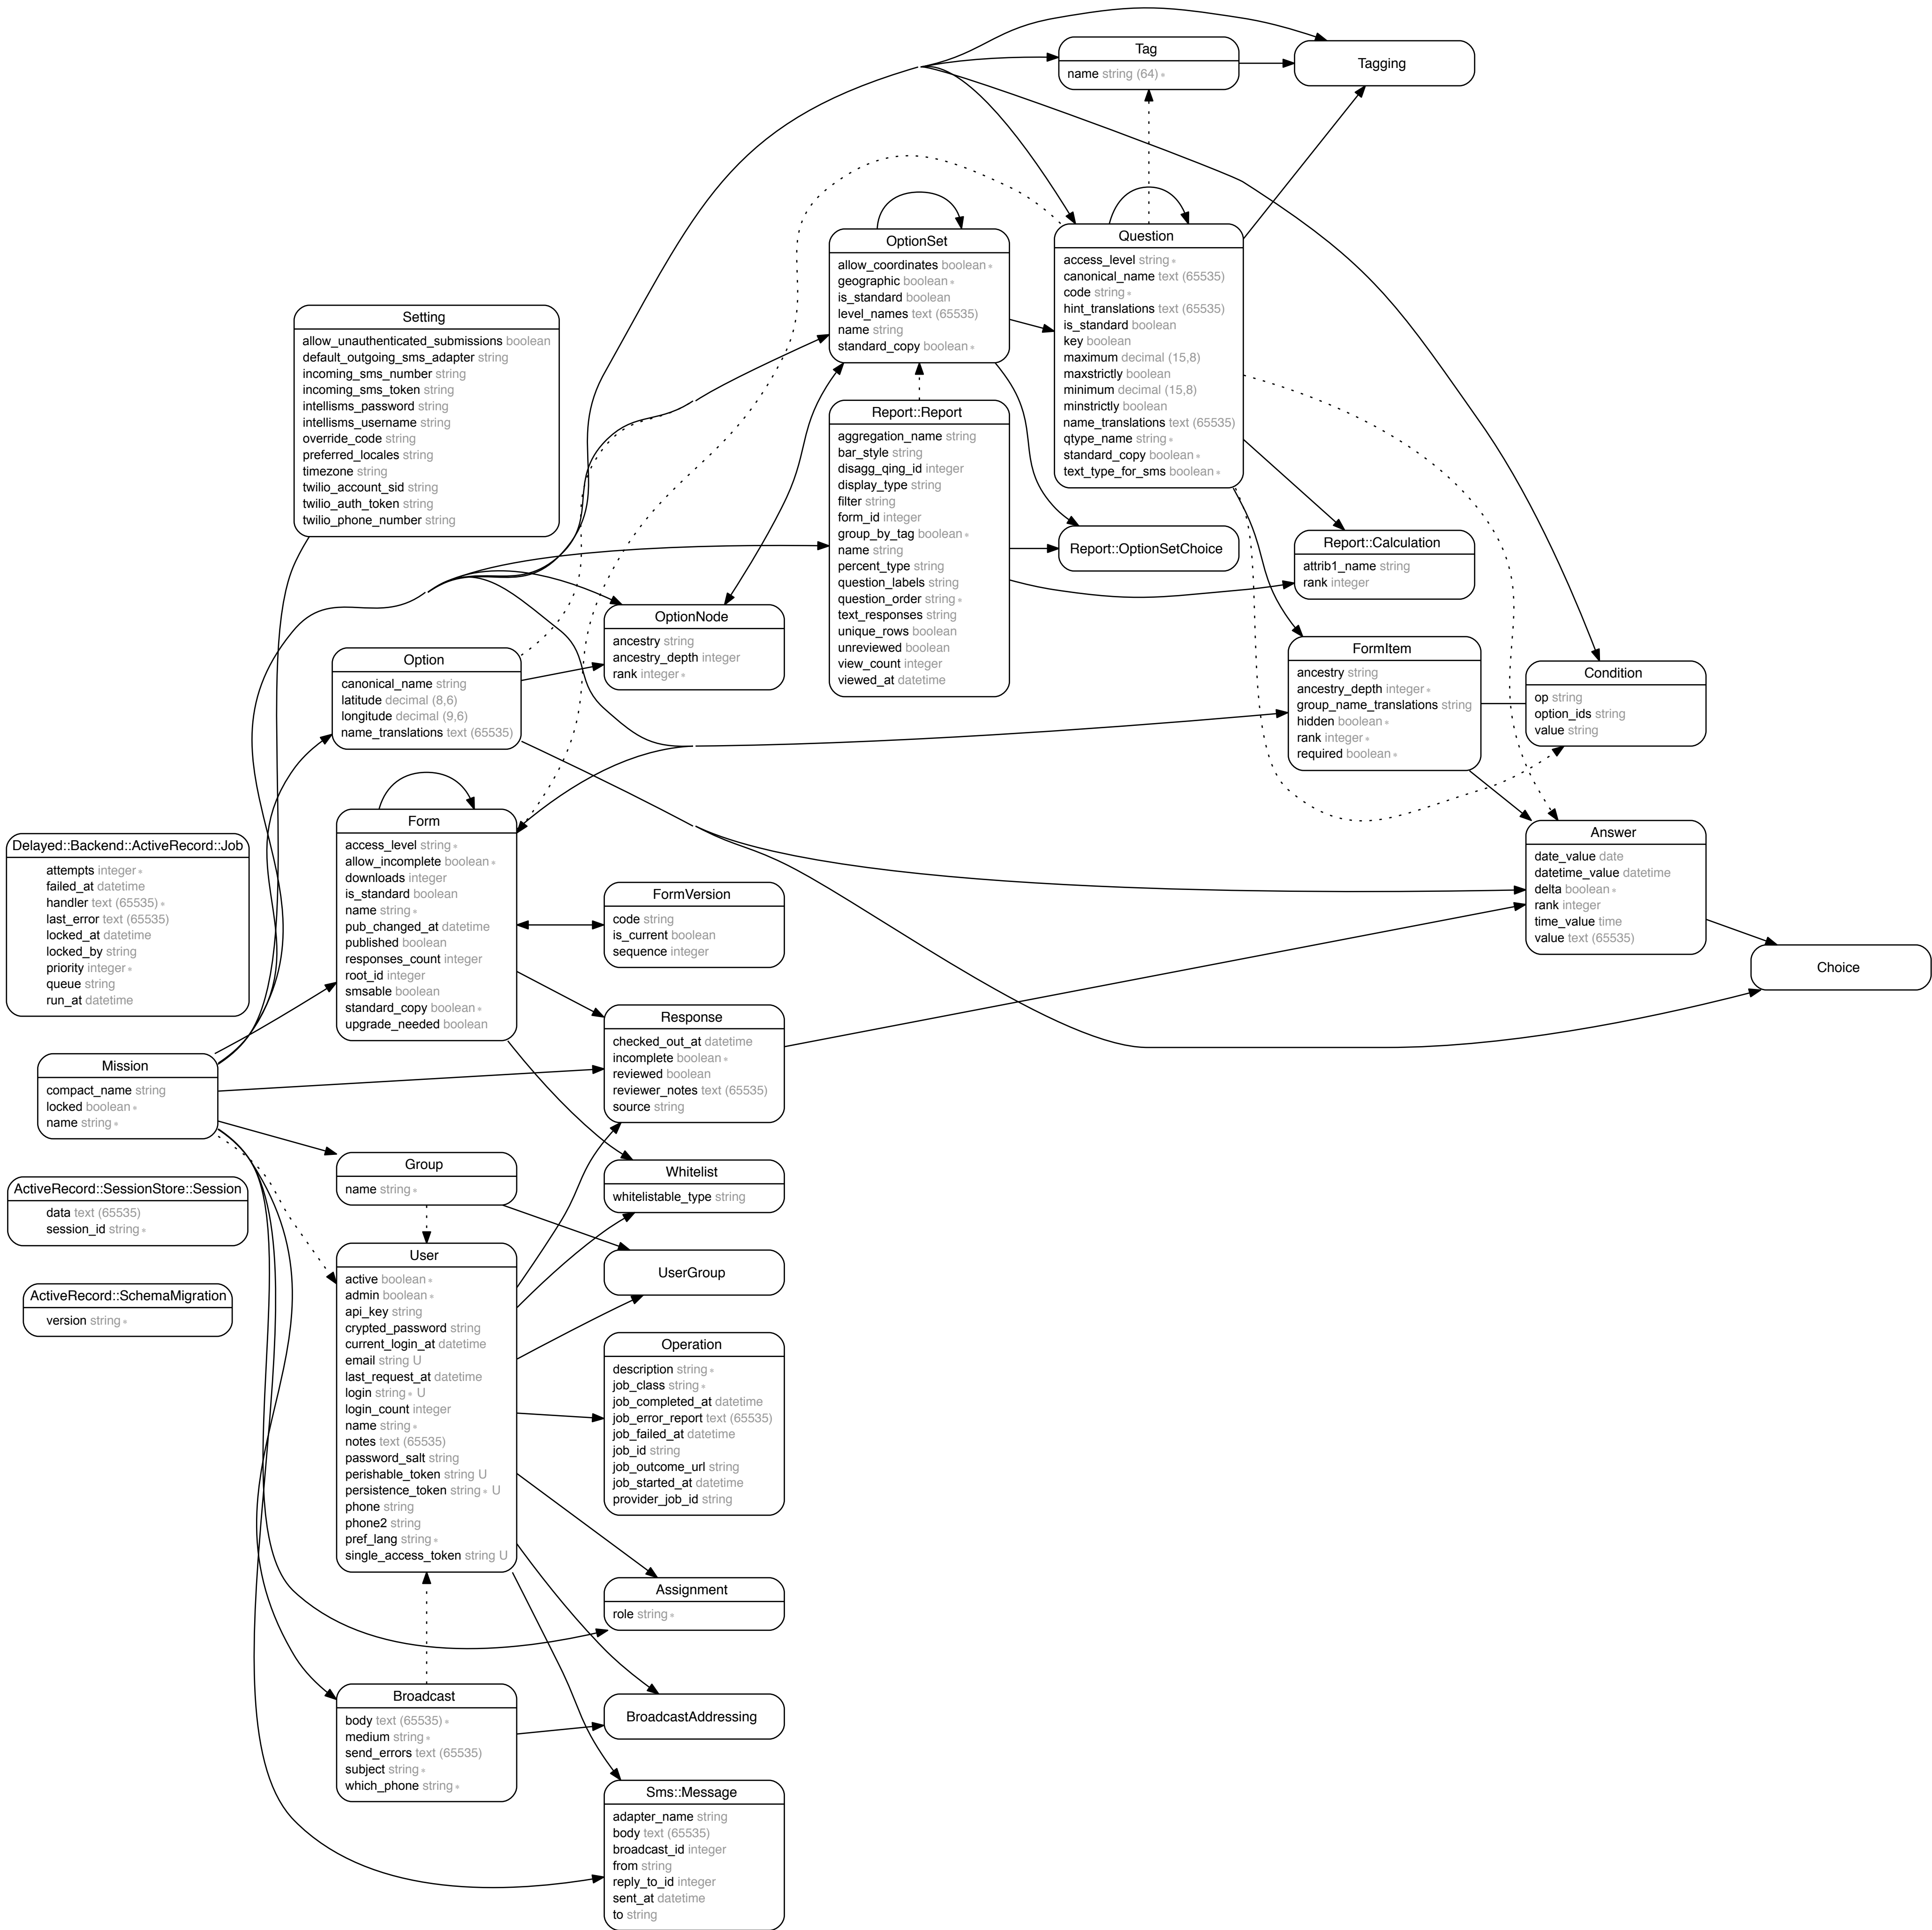 Tag
name string (64) *
Tagging
OptionSet
allow_coordinates boolean *
geographic boolean *
is_standard boolean
level_names text (65535)
name string
standard_copy boolean *
Question
access_level string *
canonical_name text (65535)
code string *
hint_translations text (65535)
is_standard boolean
key boolean
maximum decimal (15,8)
maxstrictly boolean
minimum decimal (15,8)
minstrictly boolean
name_translations text (65535)
qtype_name string *
standard_copy boolean *
text_type_for_sms boolean *
Setting
allow_unauthenticated_submissions boolean
default_outgoing_sms_adapter string
incoming_sms_number string
incoming_sms_token string
intellisms_password string
intellisms_username string
override_code string
preferred_locales string
timezone string
twilio_account_sid string
twilio_auth_token string
twilio_phone_number string
Report::Report
aggregation_name string
bar_style string
disagg_qing_id integer
display_type string
filter string
form_id integer
group_by_tag boolean *
name string
percent_type string
question_labels string
question_order string *
text_responses string
unique_rows boolean
unreviewed boolean
view_count integer
viewed_at datetime
Report::OptionSetChoice
Report::Calculation
attrib1_name string
rank integer
OptionNode
ancestry string
ancestry_depth integer
rank integer *
Option
canonical_name string
latitude decimal (8,6)
longitude decimal (9,6)
name_translations text (65535)
FormItem
ancestry string
ancestry_depth integer *
group_name_translations string
hidden boolean *
rank integer *
required boolean *
Condition
op string
option_ids string
value string
Form
access_level string *
allow_incomplete boolean *
downloads integer
is_standard boolean
name string *
pub_changed_at datetime
published boolean
responses_count integer
root_id integer
smsable boolean
standard_copy boolean *
upgrade_needed boolean
Delayed::Backend::ActiveRecord::Job
attempts integer *
failed_at datetime
handler text (65535) *
last_error text (65535)
locked_at datetime
locked_by string
priority integer *
queue string
run_at datetime
FormVersion
code string
is_current boolean
sequence integer
Answer
date_value date
datetime_value datetime
delta boolean *
rank integer
time_value time
value text (65535)
Choice
Response
checked_out_at datetime
incomplete boolean *
reviewed boolean
reviewer_notes text (65535)
source string
Mission
compact_name string
locked boolean *
name string *
Group
name string *
Whitelist
whitelistable_type string
ActiveRecord::SessionStore::Session
data text (65535)
session_id string *
User
active boolean *
admin boolean *
api_key string
crypted_password string
current_login_at datetime
email string U
last_request_at datetime
login string * U
login_count integer
name string *
notes text (65535)
password_salt string
perishable_token string U
persistence_token string * U
phone string
phone2 string
pref_lang string *
single_access_token string U
UserGroup
ActiveRecord::SchemaMigration
version string *
Operation
description string *
job_class string *
job_completed_at datetime
job_error_report text (65535)
job_failed_at datetime
job_id string
job_outcome_url string
job_started_at datetime
provider_job_id string
Assignment
role string *
Broadcast
body text (65535) *
medium string *
send_errors text (65535)
subject string *
which_phone string *
BroadcastAddressing
Sms::Message
adapter_name string
body text (65535)
broadcast_id integer
from string
reply_to_id integer
sent_at datetime
to string